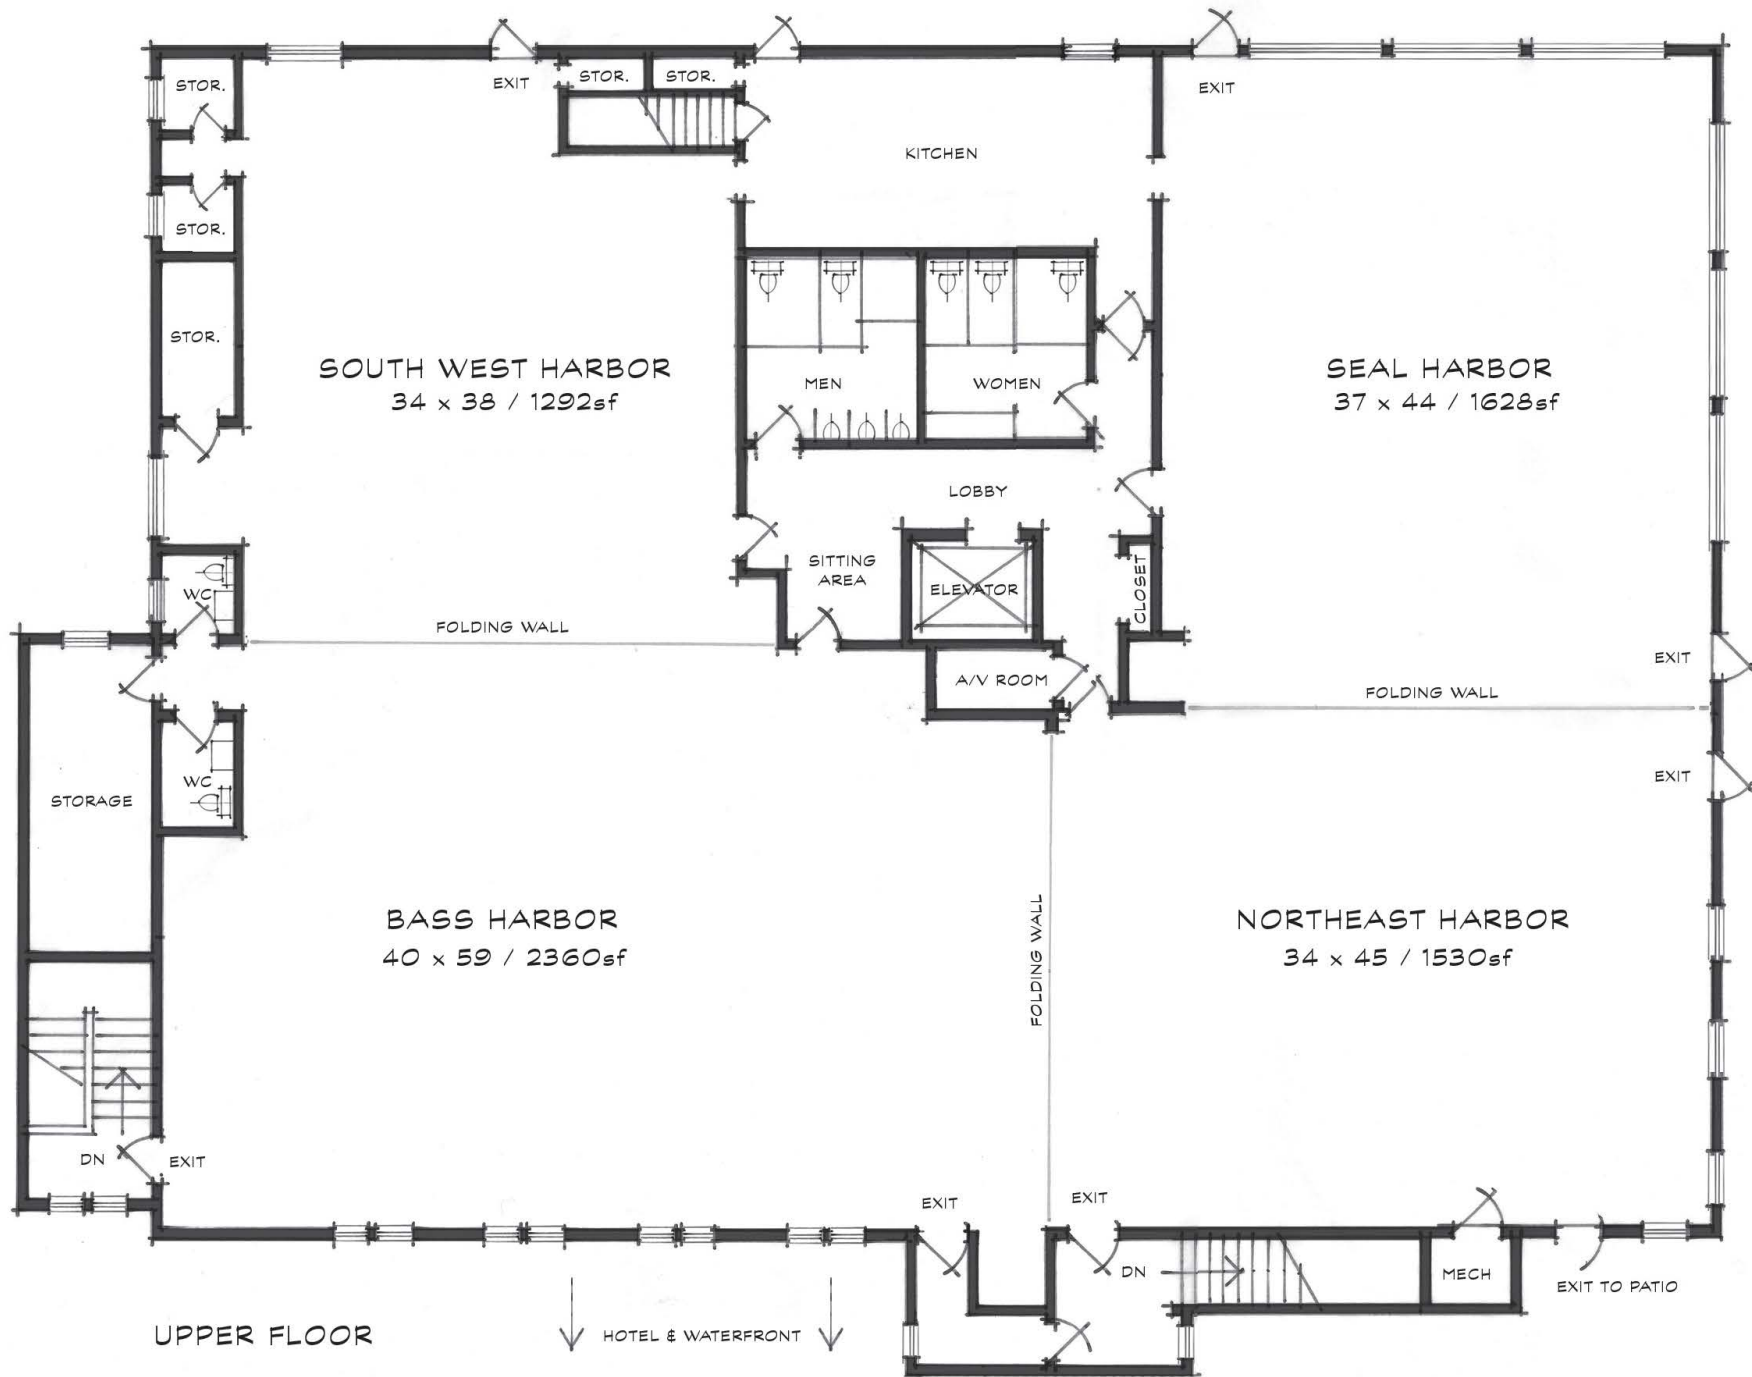 STOR.
EXIT
STOR.
STOR.
EXIT
KITCHEN
STOR.
STOR.
SOUTH WEST HARBOR
34 x 38 / 1292sf
MEN
WOMEN
SEAL HARBOR
37 x 44 / 1628sf
LOBBY
SITTING
AREA
ELEVATOR
CLOSET
WC
FOLDING WALL
A/V ROOM
EXIT
FOLDING WALL
EXIT
WC
STORAGE
BASS HARBOR
40 x 59 / 2360sf
FOLDING WALL
NORTHEAST HARBOR
34 x 45 / 1530sf
DN
EXIT
EXIT
EXIT
DN
MECH
EXIT TO PATIO
UPPER FLOOR
HOTEL & WATERFRONT